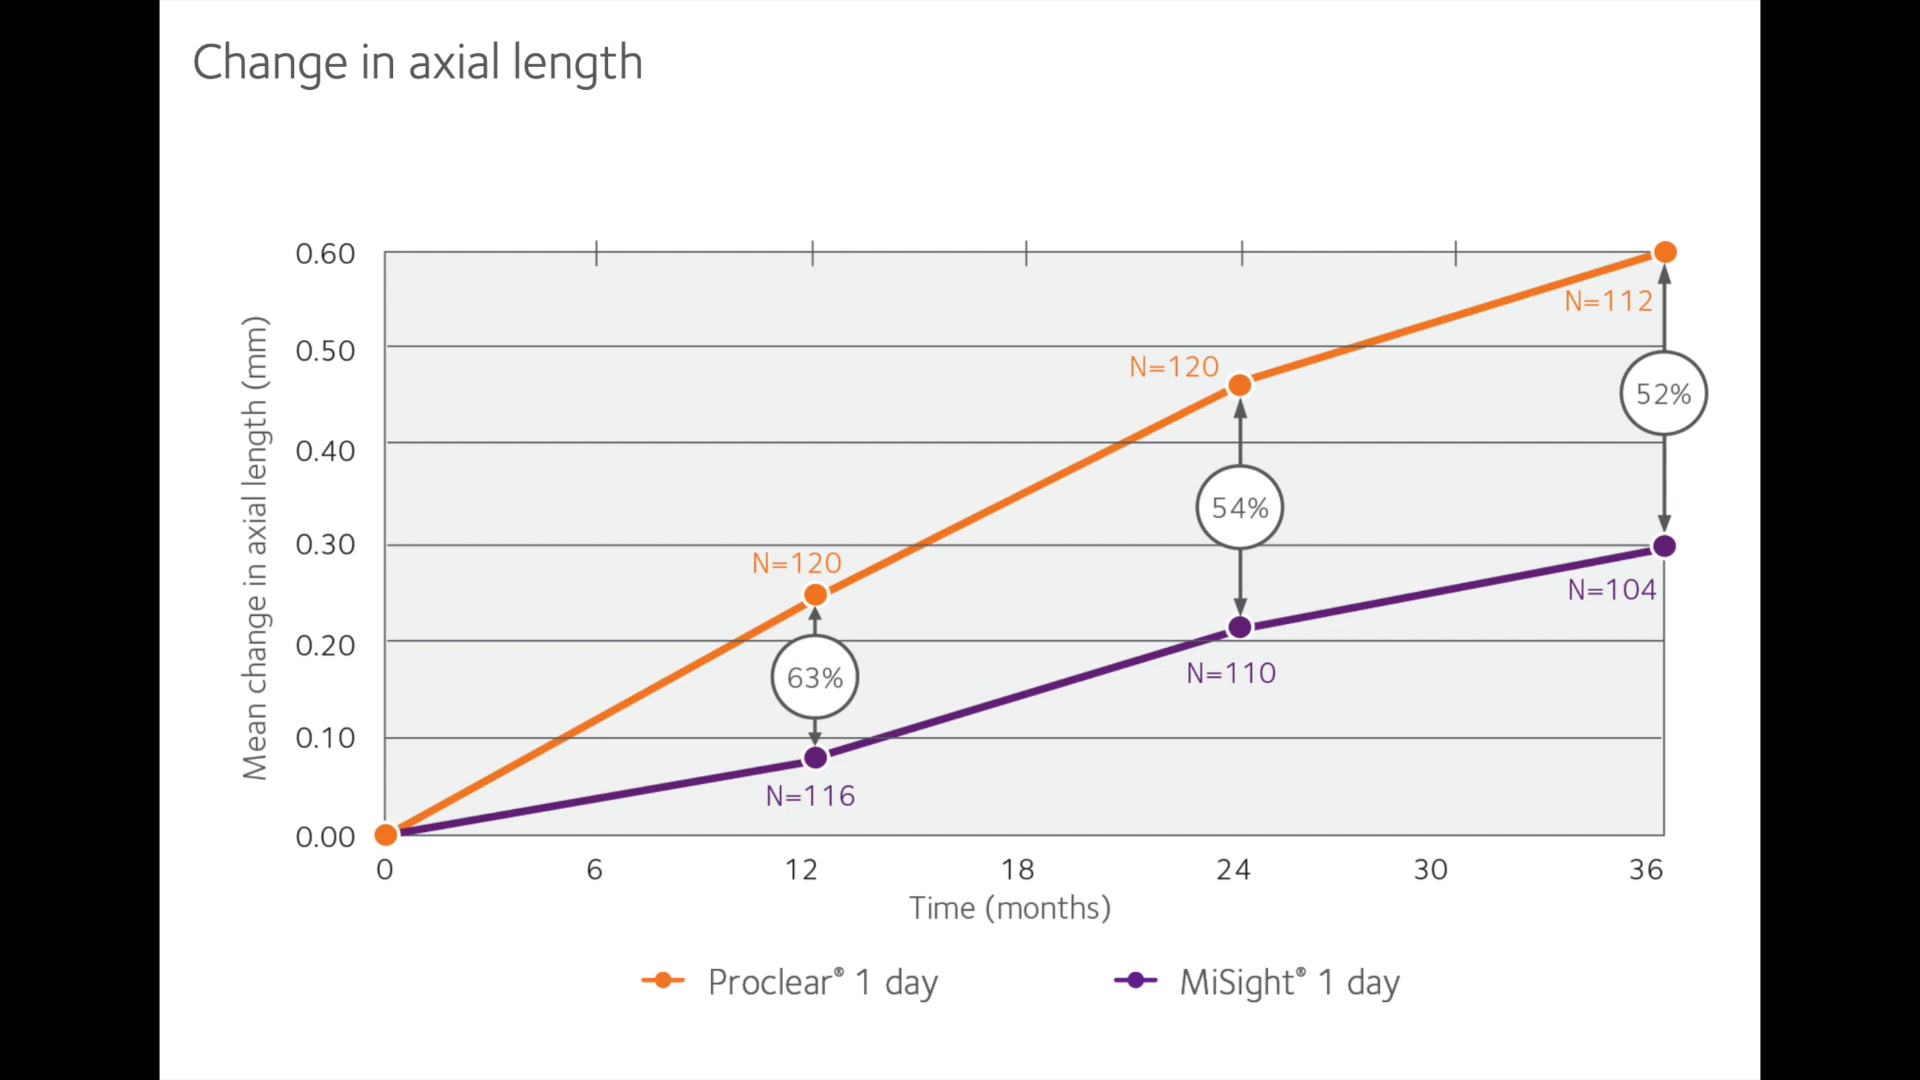 Change in axial length
Mean change in axial length (mm)
0.60
0.50
0.40
0.30
0.20
0.10
0.00
N=112
N=120
52%
54%
N=120
N=104
63%
N=110
N=116
0 6 12 18 24 30 36
Time (months)
Proclear® 1 day MiSight® 1 day